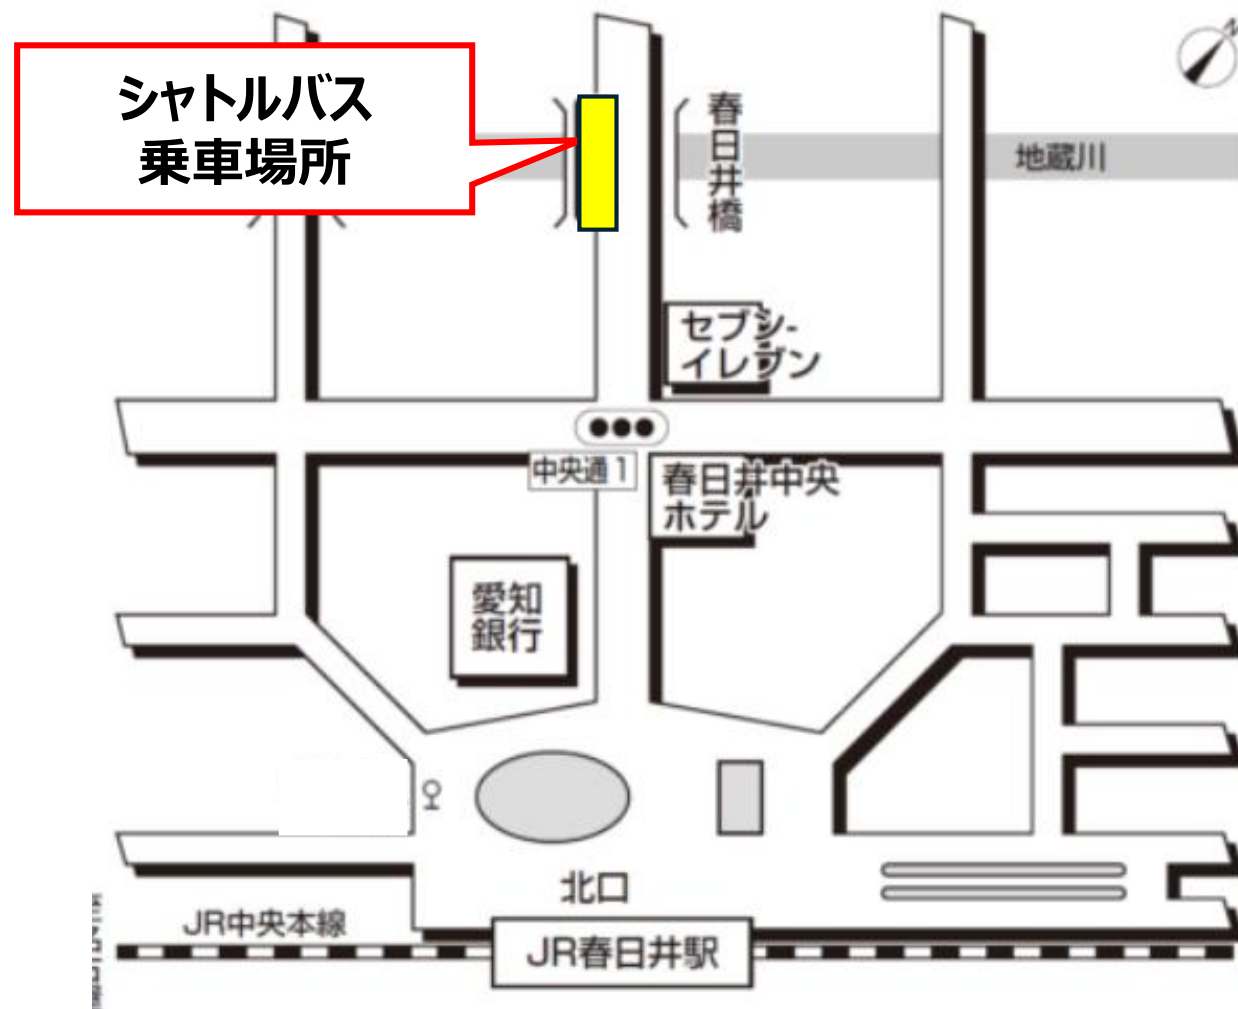 シャトルバス
乗車場所
N
春日井橋
地蔵川
セブン-
イレブン
中央通1
春日井中央
ホテル
愛知
銀行
北口
JR中央本線
JR春日井駅